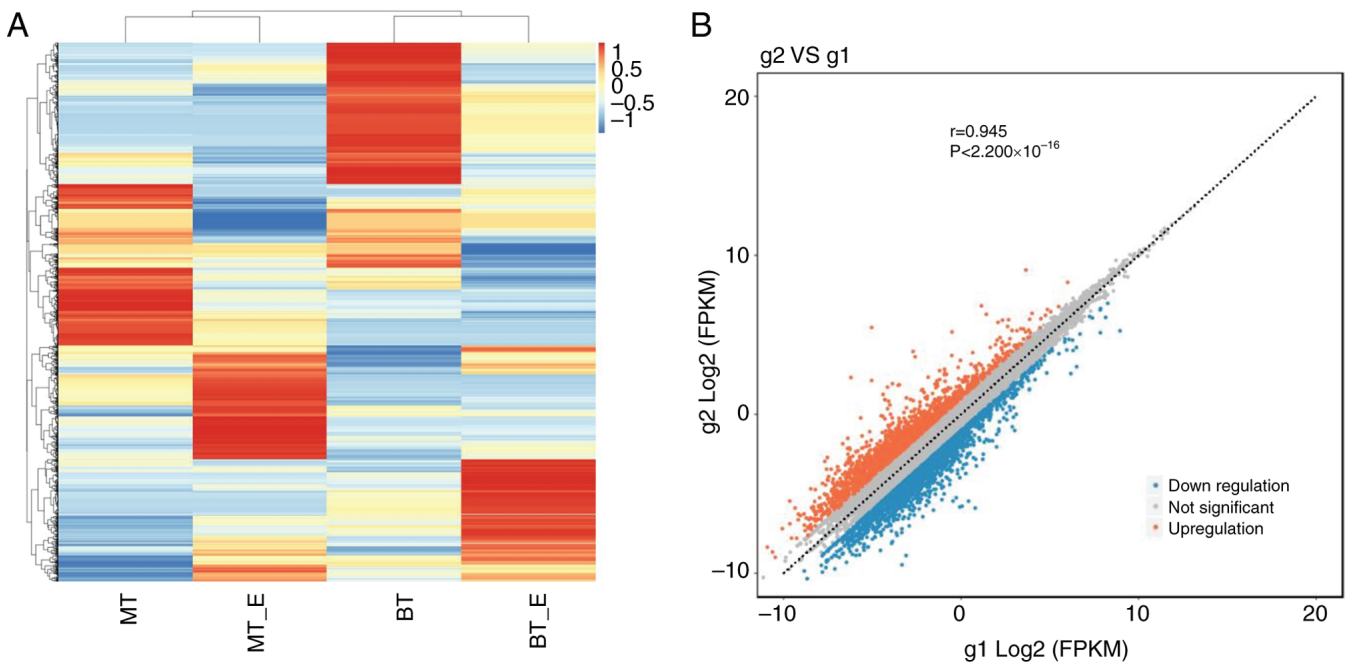 A
1
0.5
0
−0.5
−1
MT
MT_E
BT
BT_E
B
g2 VS g1
20
10
0
−10
g2 Log2 (FPKM)
r=0.945
P<2.200×10⁻¹⁶
Down regulation
Not significant
Upregulation
−10
0
10
20
g1 Log2 (FPKM)